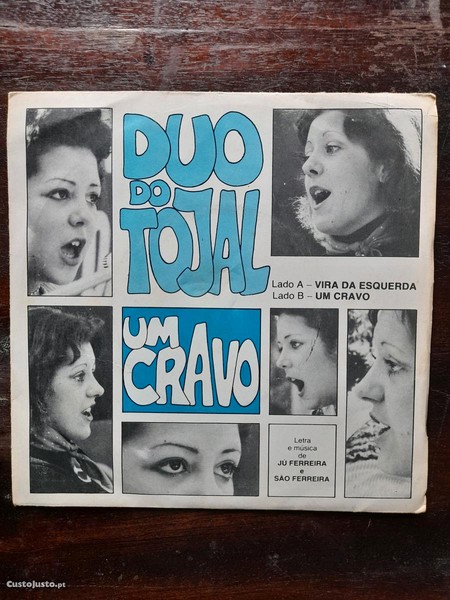 DUO
DO
TOJAL
Lado A – VIRA DA ESQUERDA
Lado B – UM CRAVO
UM
CRAVO
Letra
e música
de
JU FERREIRA
e
SÃO FERREIRA
CustoJusto.pt